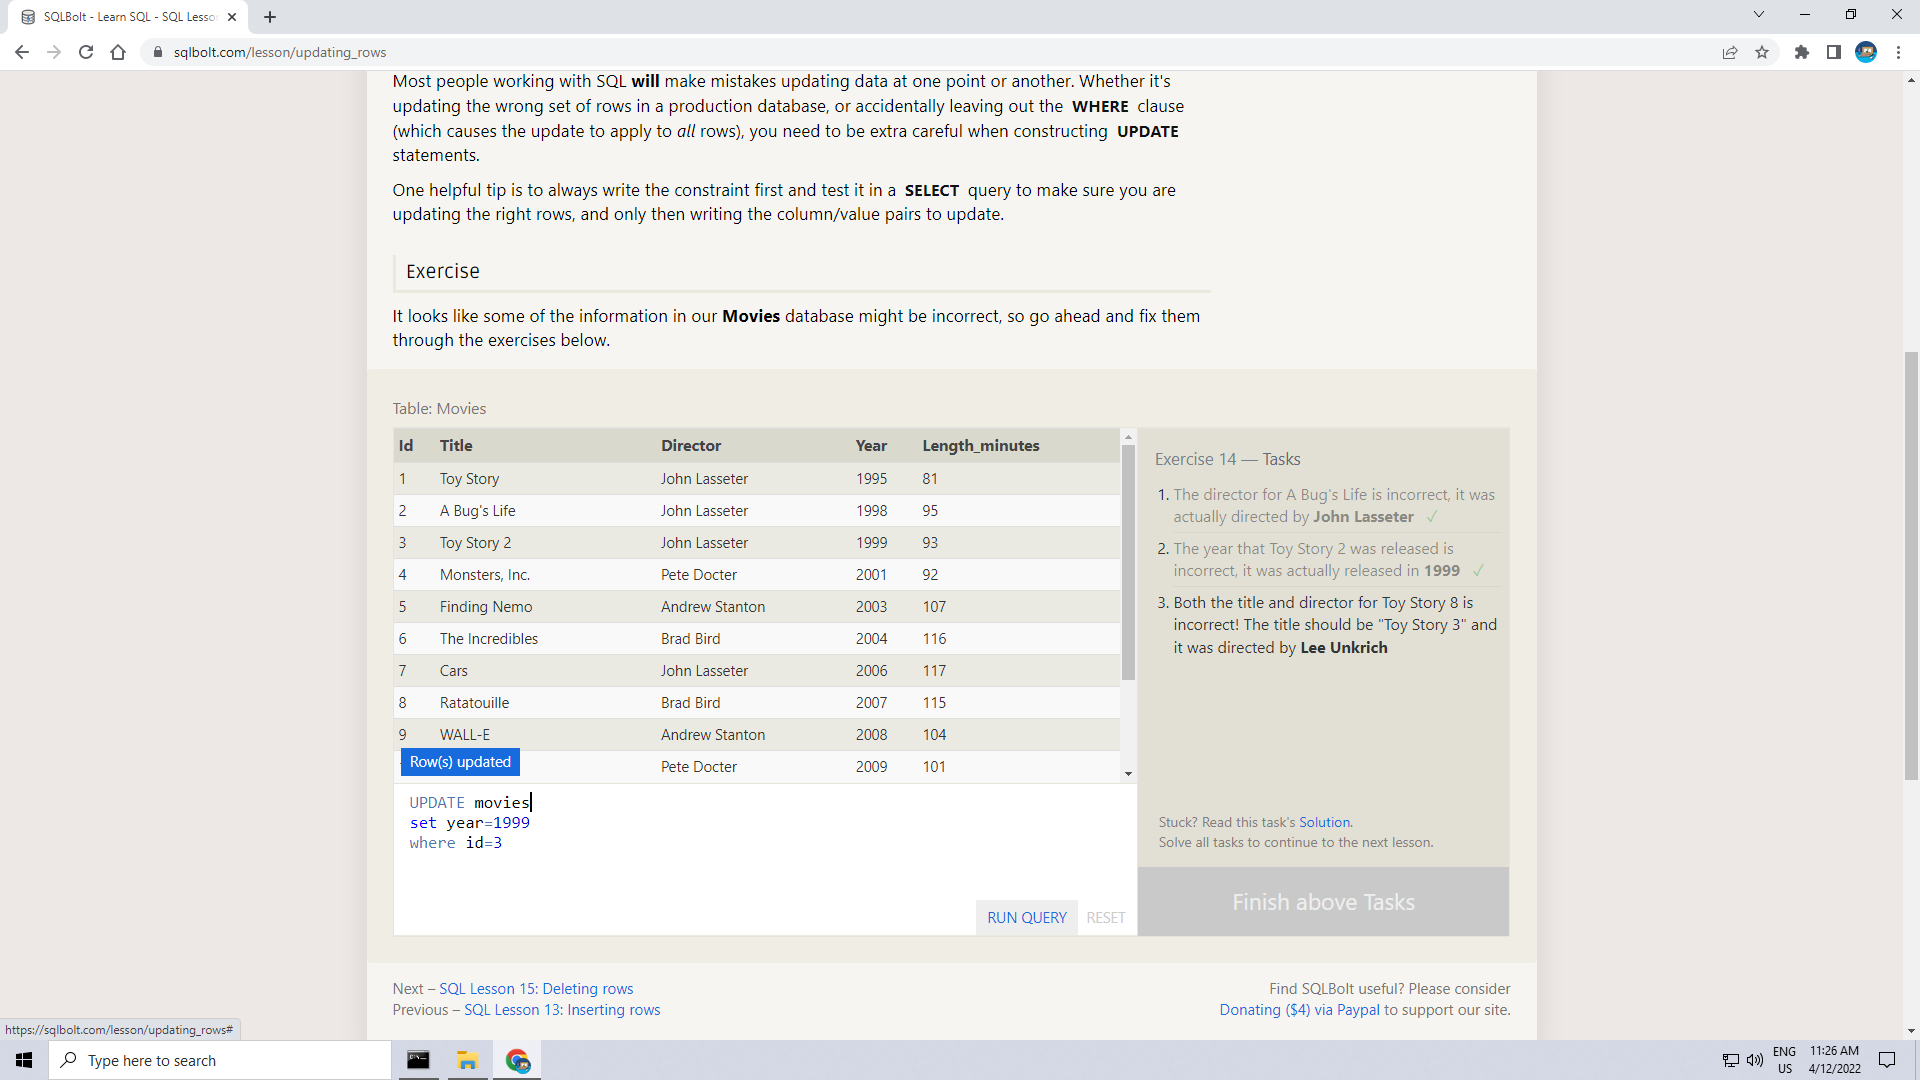 SQLBolt - Learn SQL - SQL Lesso
sqlbolt.com/lesson/updating_rows
Most people working with SQL will make mistakes updating data at one point or another. Whether it's
updating the wrong set of rows in a production database, or accidentally leaving out the WHERE clause
(which causes the update to apply to all rows), you need to be extra careful when constructing UPDATE
statements.
One helpful tip is to always write the constraint first and test it in a SELECT query to make sure you are
updating the right rows, and only then writing the column/value pairs to update.
Exercise
It looks like some of the information in our Movies database might be incorrect, so go ahead and fix them
through the exercises below.
Table: Movies
Id Title Director Year Length_minutes
1 Toy Story John Lasseter 1995 81
2 A Bug's Life John Lasseter 1998 95
3 Toy Story 2 John Lasseter 1999 93
4 Monsters, Inc. Pete Docter 2001 92
5 Finding Nemo Andrew Stanton 2003 107
6 The Incredibles Brad Bird 2004 116
7 Cars John Lasseter 2006 117
8 Ratatouille Brad Bird 2007 115
9 WALL-E Andrew Stanton 2008 104
Pete Docter 2009 101
Row(s) updated
UPDATE movies
set year=1999
where id=3
RUN QUERY RESET
Exercise 14 — Tasks
1. The director for A Bug's Life is incorrect, it was
actually directed by John Lasseter ✓
2. The year that Toy Story 2 was released is
incorrect, it was actually released in 1999 ✓
3. Both the title and director for Toy Story 8 is
incorrect! The title should be "Toy Story 3" and
it was directed by Lee Unkrich
Stuck? Read this task's Solution.
Solve all tasks to continue to the next lesson.
Finish above Tasks
Next – SQL Lesson 15: Deleting rows
Previous – SQL Lesson 13: Inserting rows
Find SQLBolt useful? Please consider
Donating ($4) via Paypal to support our site.
https://sqlbolt.com/lesson/updating_rows#
Type here to search
ENG
US
11:26 AM
4/12/2022